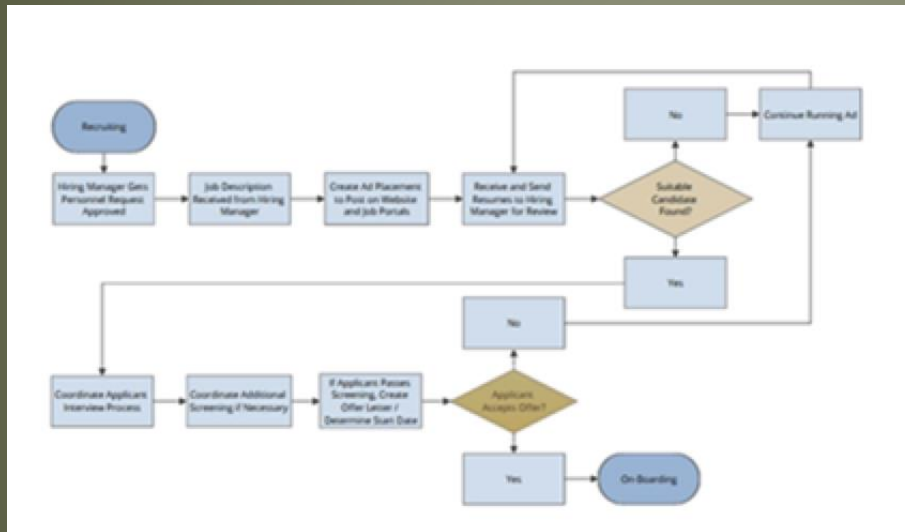 Recruiting
Hiring Manager Gets
Personnel Request
Approved
Job Description
Received from Hiring
Manager
Create Ad Placement
to Post on Website
and Job Portals
Receive and Send
Resumes to Hiring
Manager for Review
Suitable
Candidate
Found?
No
Continue Running Ad
Yes
Coordinate Applicant
Interview Process
Coordinate Additional
Screening if Necessary
If Applicant Passes
Screening, Create
Offer Letter /
Determine Start Date
Applicant
Accepts Offer?
No
Yes
On-Boarding